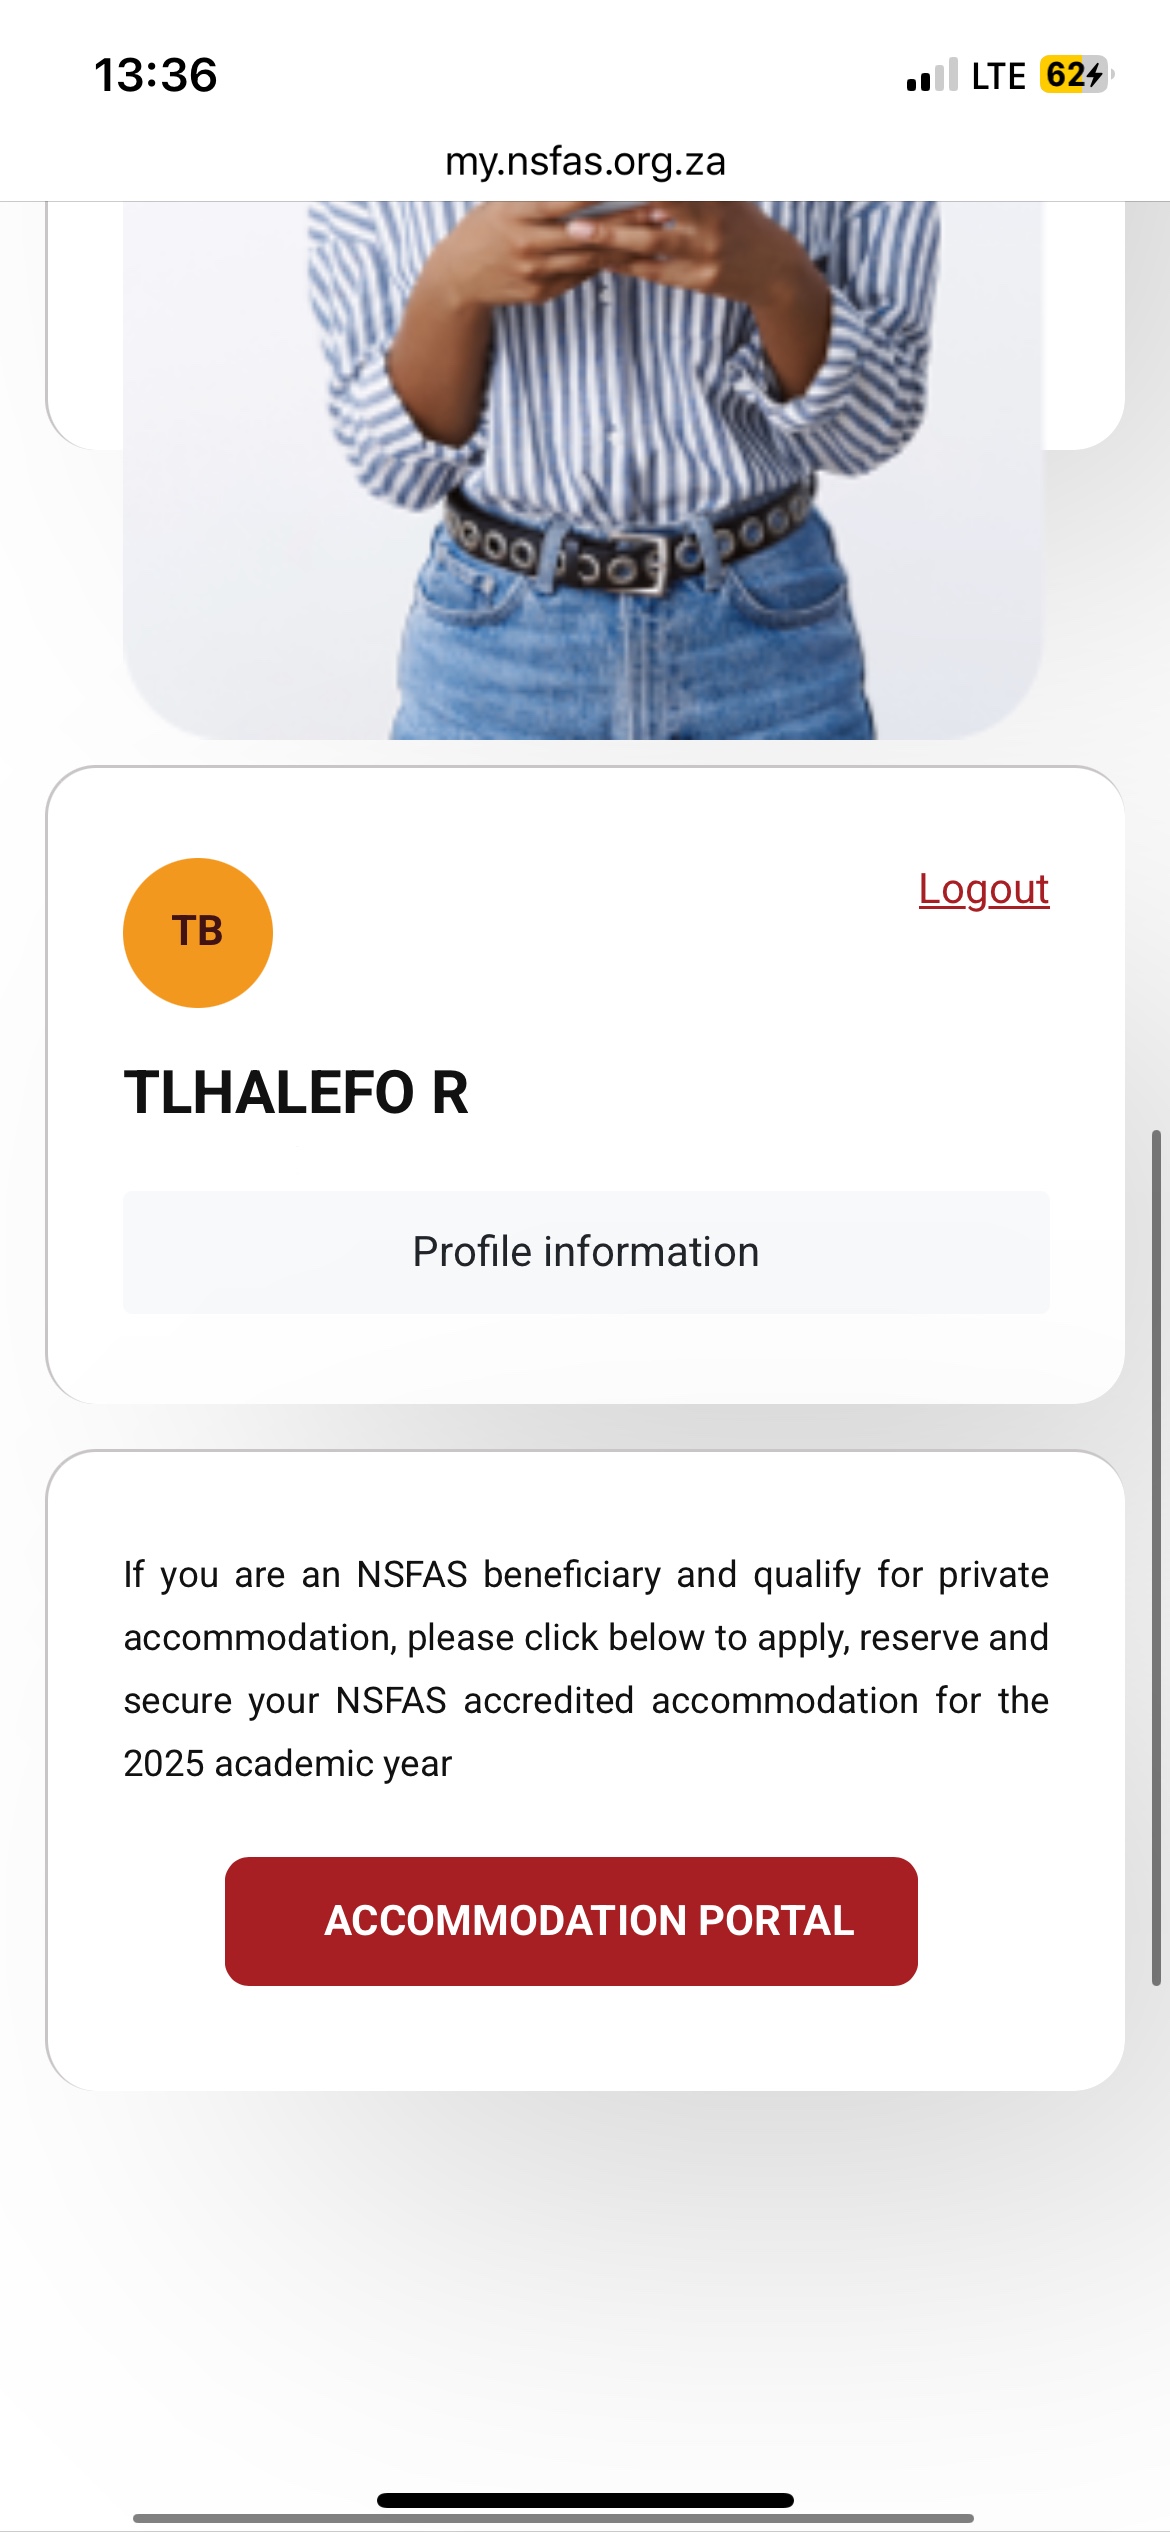 13:36
LTE 62
my.nsfas.org.za
TB
Logout
TLHALEFO R
Profile information
If you are an NSFAS beneficiary and qualify for private
accommodation, please click below to apply, reserve and
secure your NSFAS accredited accommodation for the
2025 academic year
ACCOMMODATION PORTAL